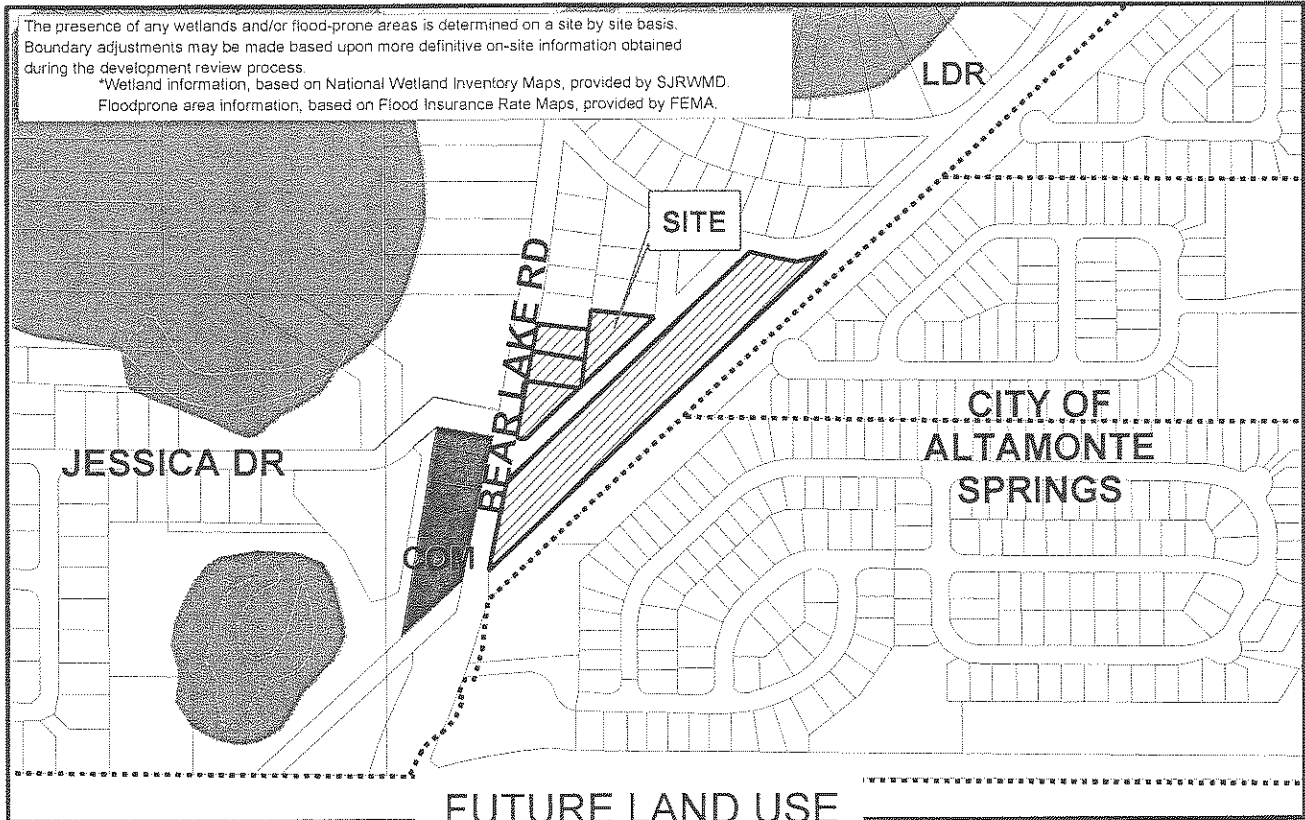 The presence of any wetlands and/or flood-prone areas is determined on a site by site basis.
Boundary adjustments may be made based upon more definitive on-site information obtained
during the development review process.
*Wetland information, based on National Wetland Inventory Maps, provided by SJRWMD.
Floodprone area information, based on Flood Insurance Rate Maps, provided by FEMA.
LDR
SITE
BEAR LAKE RD
CITY OF
ALTAMONTE
SPRINGS
JESSICA DR
COM
FUTURE LAND USE